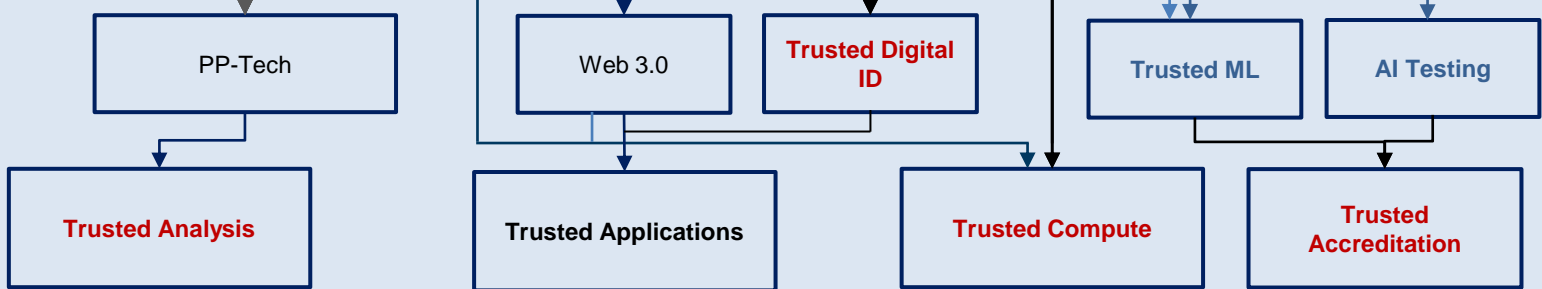 PP-Tech
Web 3.0
Trusted Digital
ID
Trusted ML
AI Testing
Trusted Analysis
Trusted Applications
Trusted Compute
Trusted
Accreditation